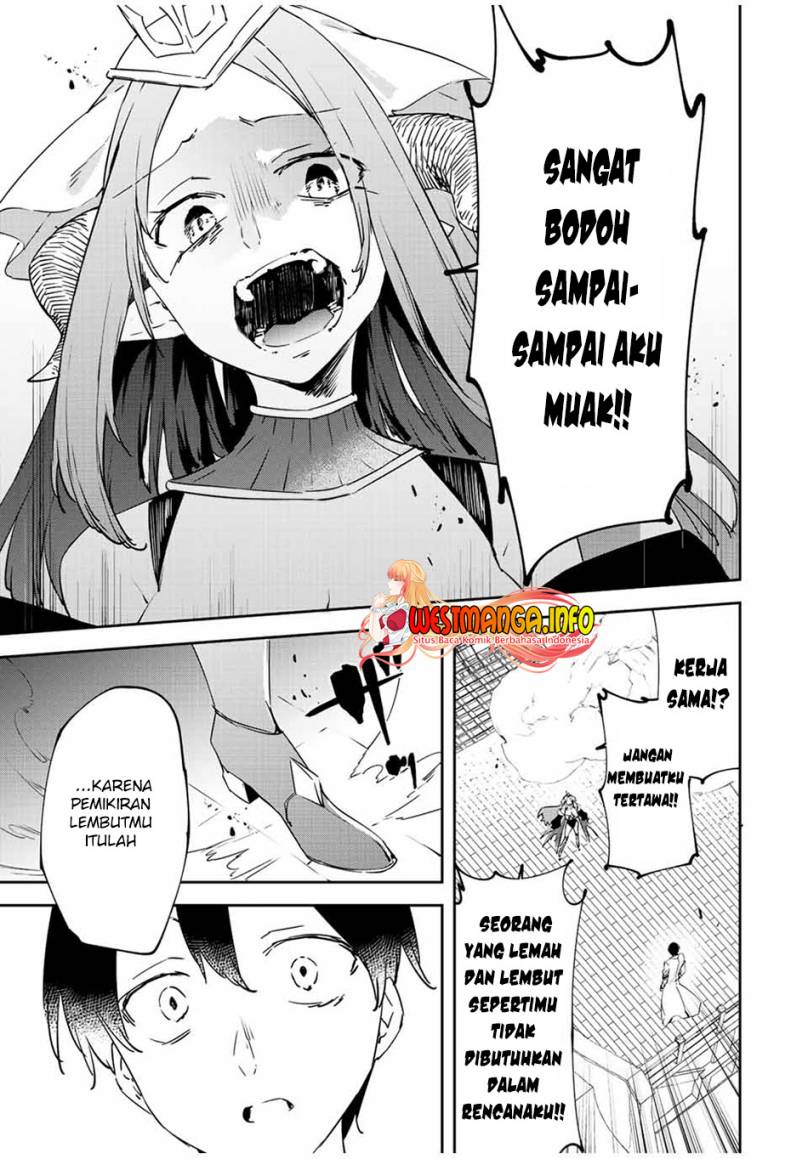 SANGAT
BODOH
SAMPAI-
SAMPAI AKU
MUAK!!
WESTMANGA.INFO
Situs Baca Komik Berbahasa Indonesia
KERJA
SAMA!?
JANGAN
MEMBUATKU
TERTAWA!!
SEORANG
YANG LEMAH
DAN LEMBUT
SEPERTIMU
TIDAK
DIBUTUHKAN
DALAM
RENCANAKU!!
...KARENA
PEMIKIRAN
LEMBUTMU
ITULAH